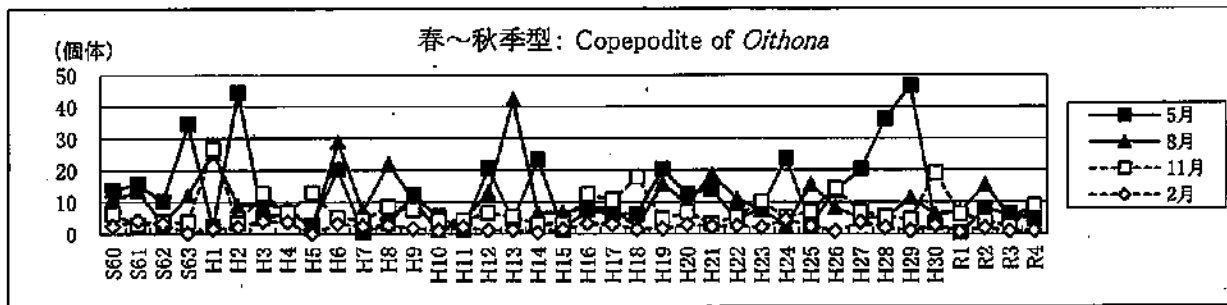 春～秋季型: Copepodite of Oithona
(個体)
50
40
30
20
10
0
S60 S61 S62 S63 H1 H2 H3 H4 H5 H6 H7 H8 H9 H10 H11 H12 H13 H14 H15 H16 H17 H18 H19 H20 H21 H22 H23 H24 H25 H26 H27 H28 H29 H30 R1 R2 R3 R4
5月
8月
11月
2月